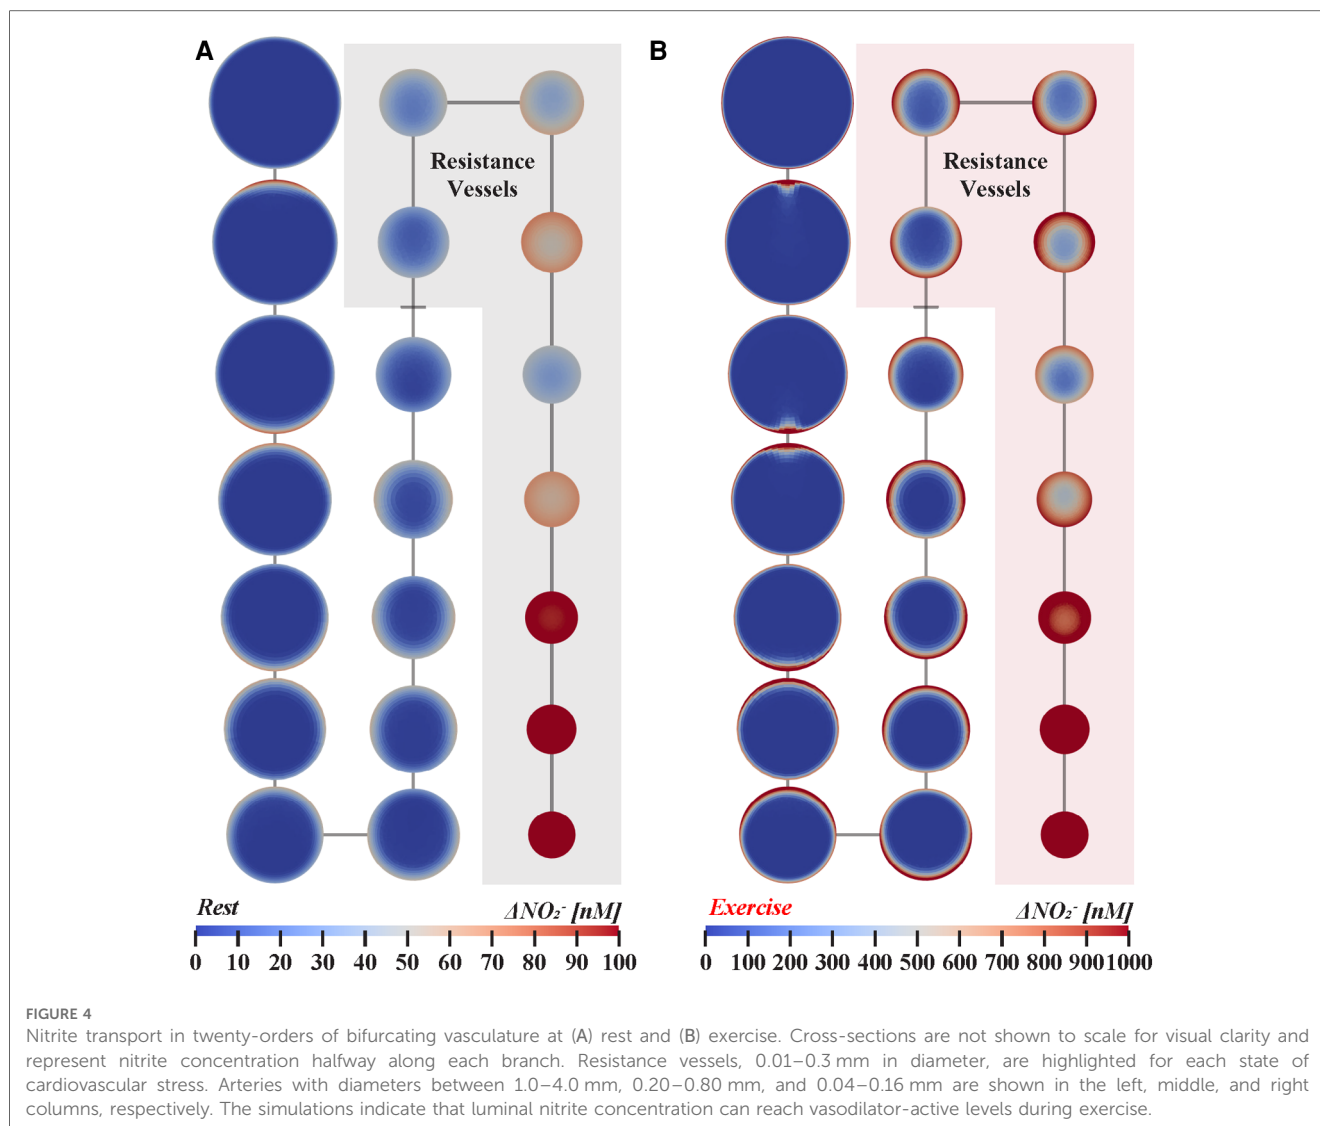 A
B
Resistance
Vessels
Resistance
Vessels
Rest
ΔNO₂⁻ [nM]
0 10 20 30 40 50 60 70 80 90 100
Exercise
ΔNO₂⁻ [nM]
0 100 200 300 400 500 600 700 800 900 1000
FIGURE 4
Nitrite transport in twenty-orders of bifurcating vasculature at (A) rest and (B) exercise. Cross-sections are not shown to scale for visual clarity and
represent nitrite concentration halfway along each branch. Resistance vessels, 0.01–0.3 mm in diameter, are highlighted for each state of
cardiovascular stress. Arteries with diameters between 1.0–4.0 mm, 0.20–0.80 mm, and 0.04–0.16 mm are shown in the left, middle, and right
columns, respectively. The simulations indicate that luminal nitrite concentration can reach vasodilator-active levels during exercise.